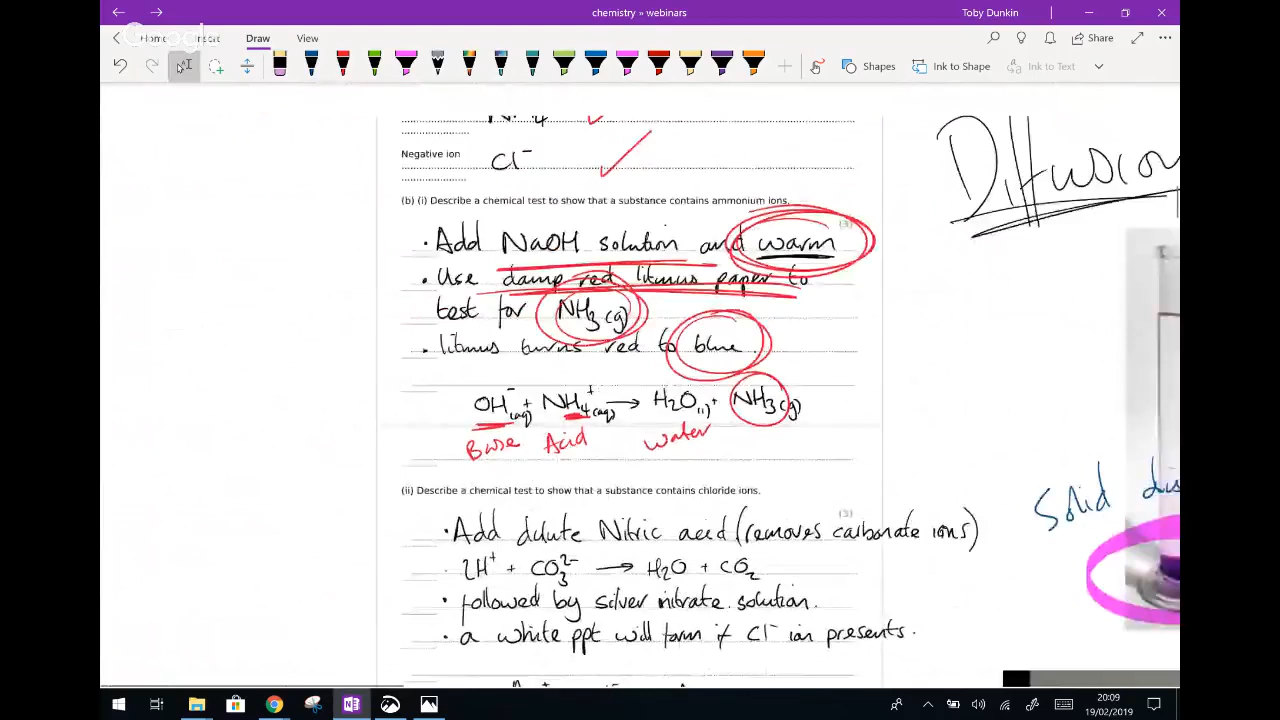 chemistry » webinars
Toby Dunkin
Google
Home Insert Draw View
Share
Shapes Ink to Shape Ink to Text
Negative ion Cl⁻
(b) (i) Describe a chemical test to show that a substance contains ammonium ions.
(3)
· Add NaOH solution and warm
· Use damp red litmus paper to
test for NH₃(g)
· litmus turns red to blue.
OH⁻(aq) + NH₄⁺(aq) → H₂O(l) + NH₃(g)
Base Acid water
(ii) Describe a chemical test to show that a substance contains chloride ions.
(3)
· Add dilute Nitric acid (removes carbonate ions)
2H⁺ + CO₃²⁻ → H₂O + CO₂
· followed by silver nitrate solution.
· a white ppt will form if Cl⁻ ion presents.
Diffusion
Solid
20:09
19/02/2019